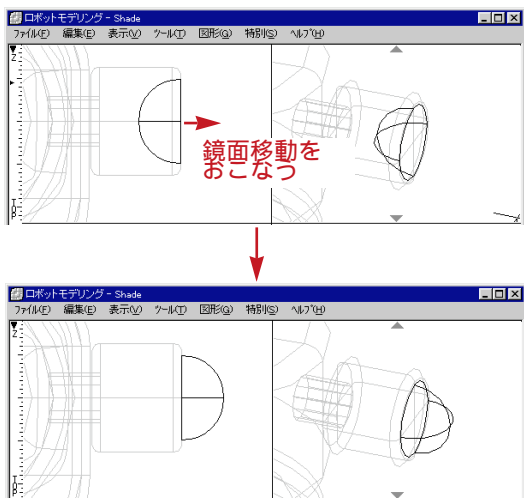 ロボットモデリング - Shade
ファイル(F) 編集(E) 表示(V) ツール(T) 図形(G) 特別(S) ヘルプ(H)
Z
鏡面移動を
おこなう
ロボットモデリング - Shade
ファイル(F) 編集(E) 表示(V) ツール(T) 図形(G) 特別(S) ヘルプ(H)
Z